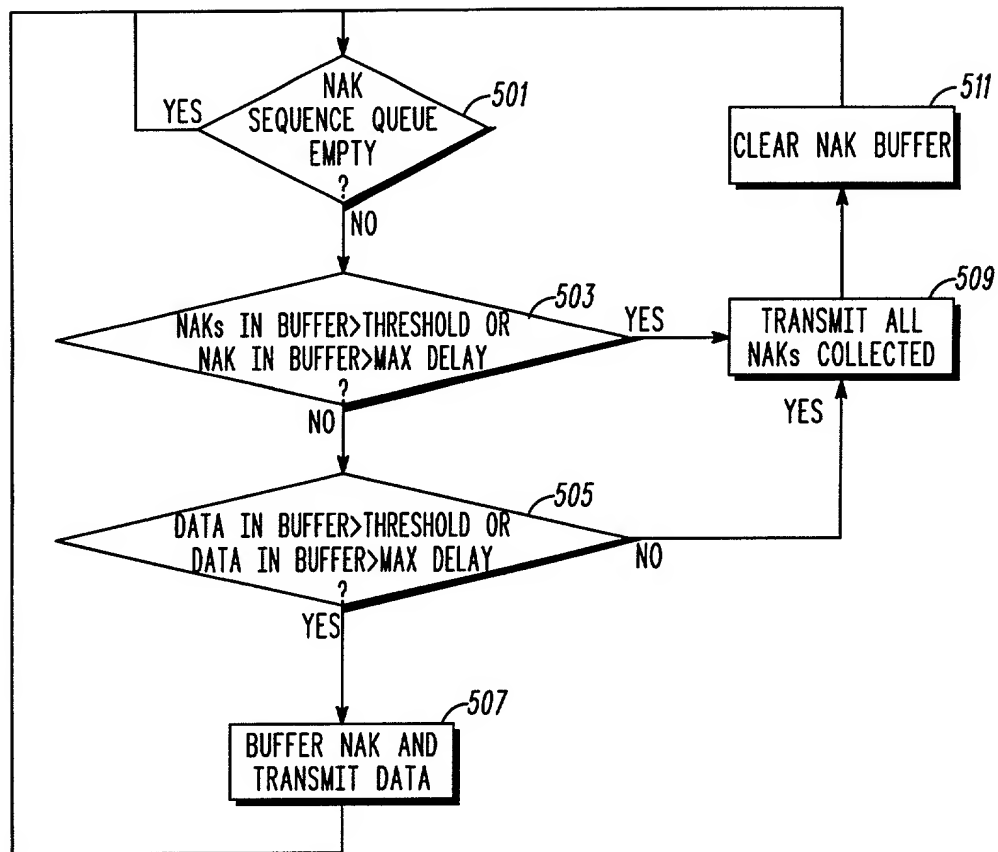 NAK
SEQUENCE QUEUE
EMPTY
?
501
YES
NO
511
CLEAR NAK BUFFER
503
NAKs IN BUFFER>THRESHOLD OR
NAK IN BUFFER>MAX DELAY
?
YES
NO
509
TRANSMIT ALL
NAKs COLLECTED
YES
505
DATA IN BUFFER>THRESHOLD OR
DATA IN BUFFER>MAX DELAY
?
NO
YES
507
BUFFER NAK AND
TRANSMIT DATA